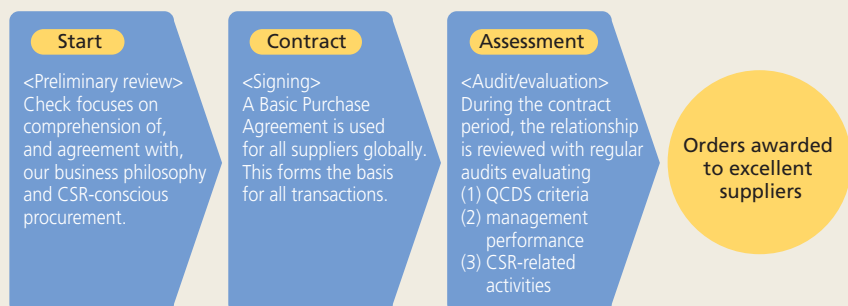 Start
<Preliminary review>
Check focuses on
comprehension of,
and agreement with,
our business philosophy
and CSR-conscious
procurement.
Contract
<Signing>
A Basic Purchase
Agreement is used
for all suppliers globally.
This forms the basis
for all transactions.
Assessment
<Audit/evaluation>
During the contract
period, the relationship
is reviewed with regular
audits evaluating
(1) QCDS criteria
(2) management
performance
(3) CSR-related
activities
Orders awarded
to excellent
suppliers